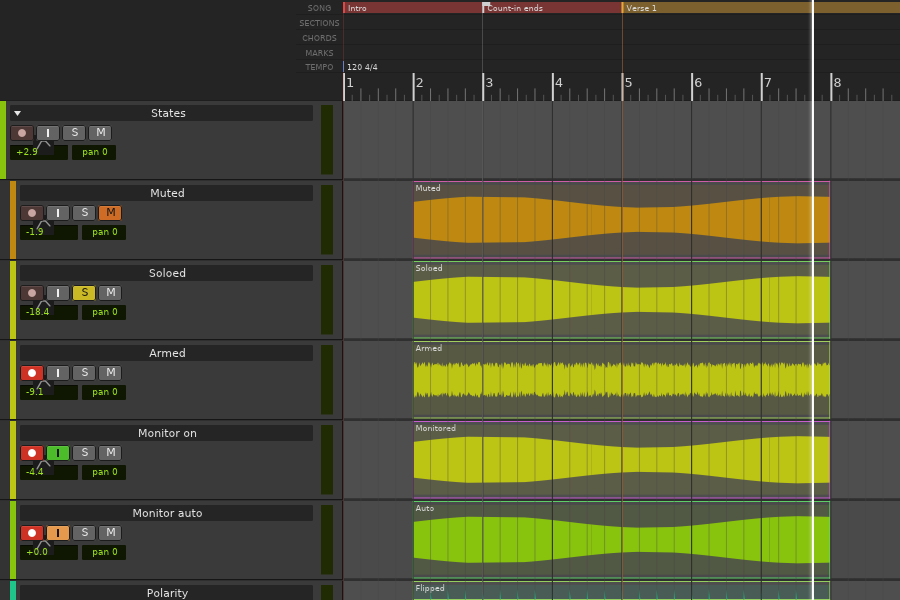 SONG Intro Count-in ends Verse 1
SECTIONS
CHORDS
MARKS
TEMPO 120 4/4
1 2 3 4 5 6 7 8
States
I S M
+2.9 pan 0
Muted
I S M
-1.9 pan 0
Muted
Soloed
I S M
-18.4 pan 0
Soloed
Armed
I S M
-9.1 pan 0
Armed
Monitor on
I S M
-4.4 pan 0
Monitored
Monitor auto
I S M
+0.0 pan 0
Auto
Polarity
Flipped